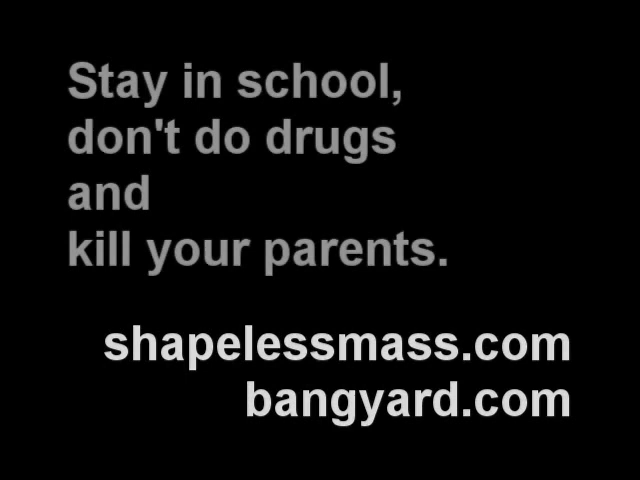 Stay in school,
don't do drugs
and
kill your parents.
shapelessmass.com
bangyard.com